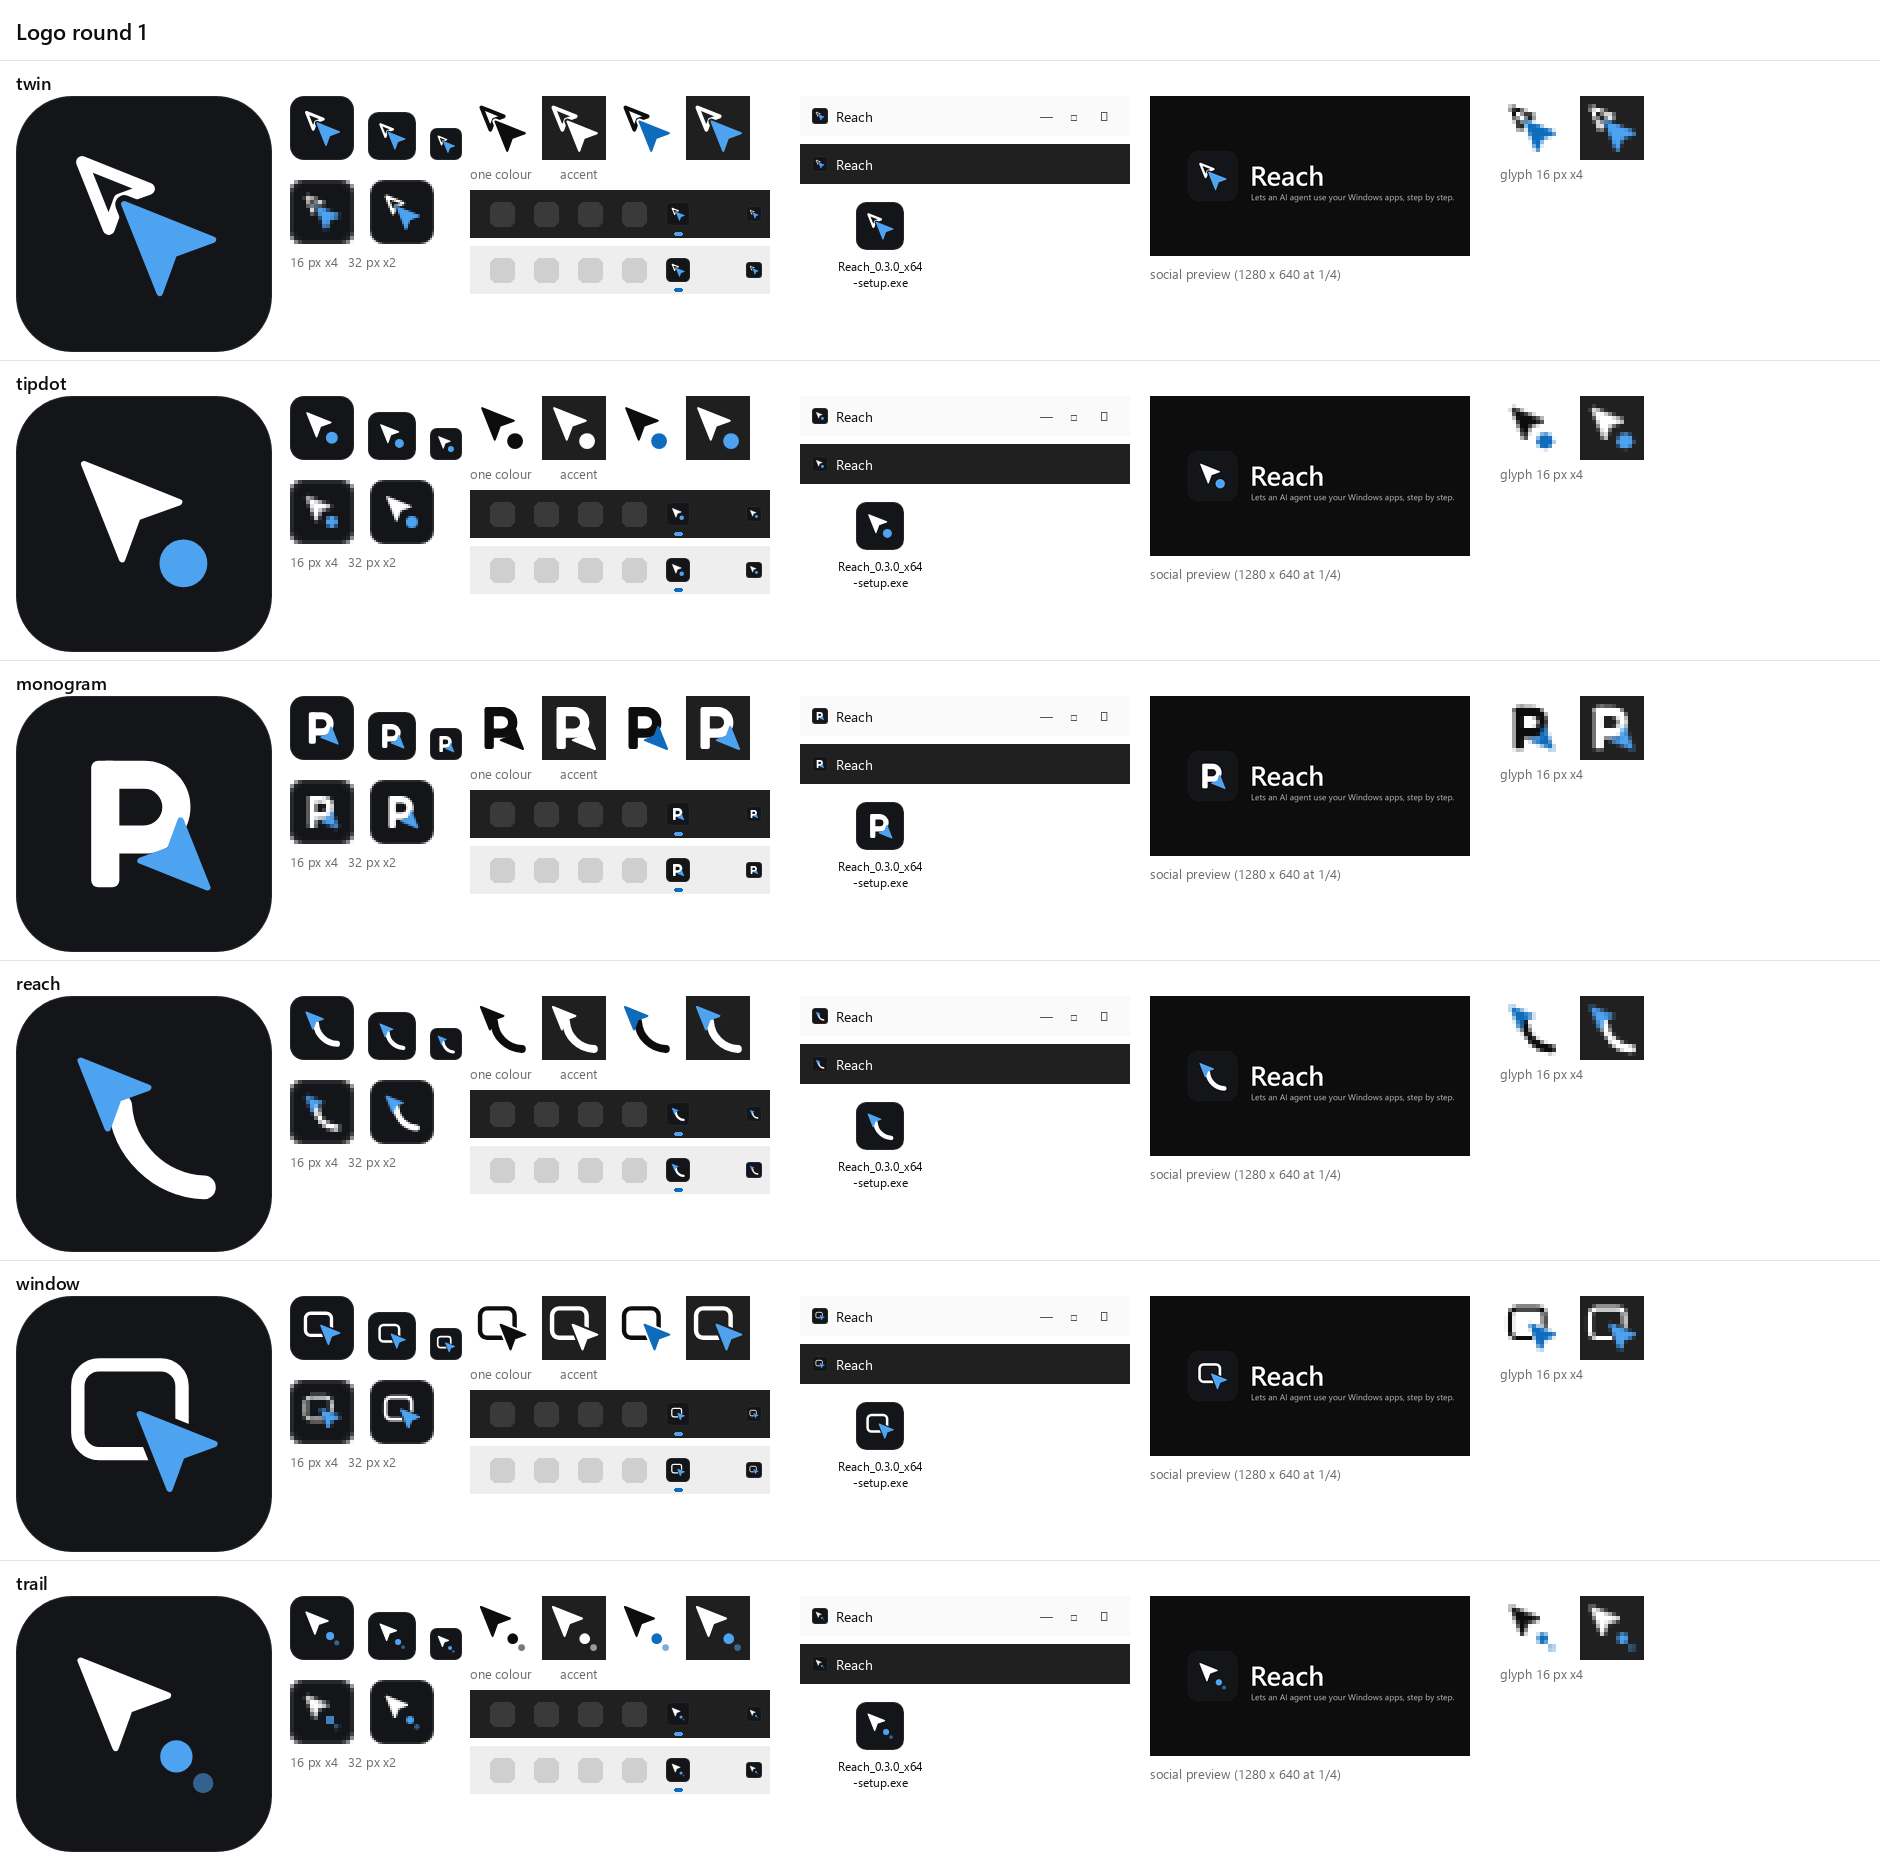 Logo round 1
twin
16 px x4 32 px x2
one colour accent
Reach
Reach
Reach_0.3.0_x64
-setup.exe
Reach
Lets an AI agent use your Windows apps, step by step.
social preview (1280 x 640 at 1/4)
glyph 16 px x4
tipdot
16 px x4 32 px x2
one colour accent
Reach
Reach
Reach_0.3.0_x64
-setup.exe
Reach
Lets an AI agent use your Windows apps, step by step.
social preview (1280 x 640 at 1/4)
glyph 16 px x4
monogram
16 px x4 32 px x2
one colour accent
Reach
Reach
Reach_0.3.0_x64
-setup.exe
Reach
Lets an AI agent use your Windows apps, step by step.
social preview (1280 x 640 at 1/4)
glyph 16 px x4
reach
16 px x4 32 px x2
one colour accent
Reach
Reach
Reach_0.3.0_x64
-setup.exe
Reach
Lets an AI agent use your Windows apps, step by step.
social preview (1280 x 640 at 1/4)
glyph 16 px x4
window
16 px x4 32 px x2
one colour accent
Reach
Reach
Reach_0.3.0_x64
-setup.exe
Reach
Lets an AI agent use your Windows apps, step by step.
social preview (1280 x 640 at 1/4)
glyph 16 px x4
trail
16 px x4 32 px x2
one colour accent
Reach
Reach
Reach_0.3.0_x64
-setup.exe
Reach
Lets an AI agent use your Windows apps, step by step.
social preview (1280 x 640 at 1/4)
glyph 16 px x4